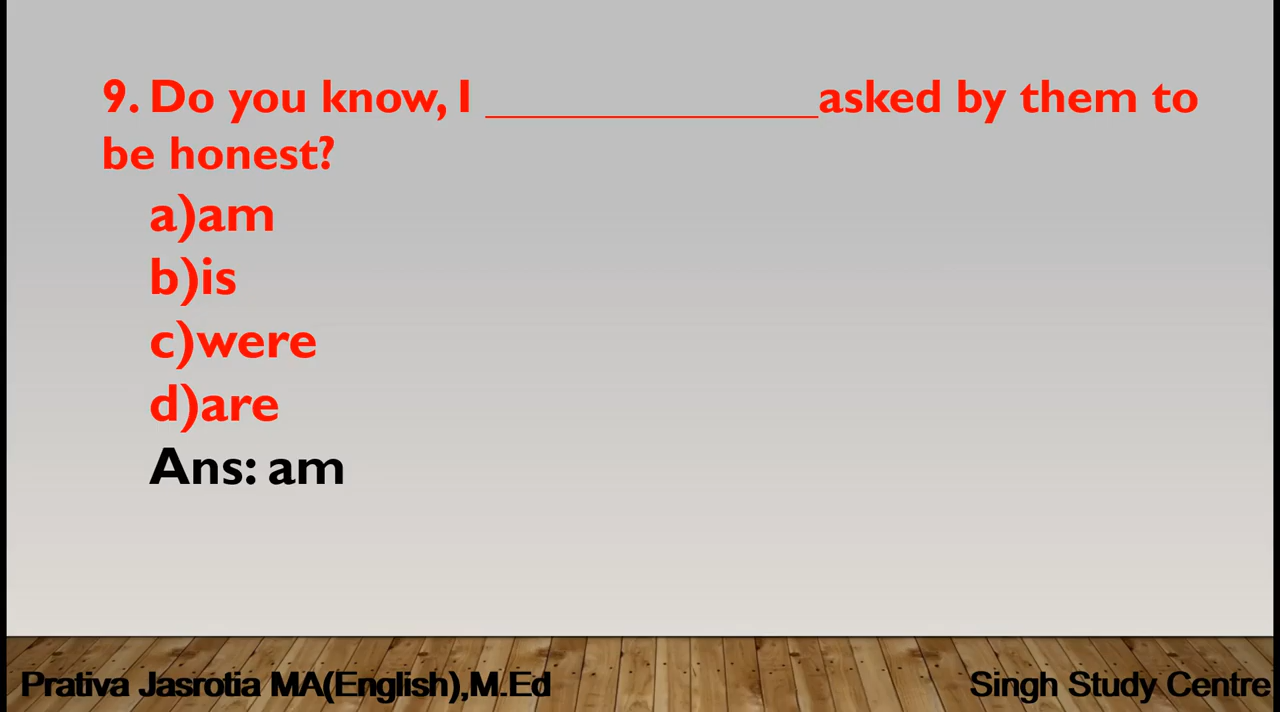 9. Do you know, I ______________asked by them to
be honest?
a)am
b)is
c)were
d)are
Ans: am
Prativa Jasrotia MA(English),M.Ed
Singh Study Centre